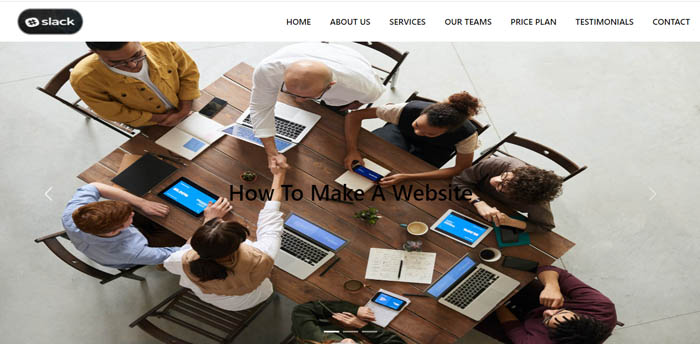 slack
HOME
ABOUT US
SERVICES
OUR TEAMS
PRICE PLAN
TESTIMONIALS
CONTACT
How To Make A Website